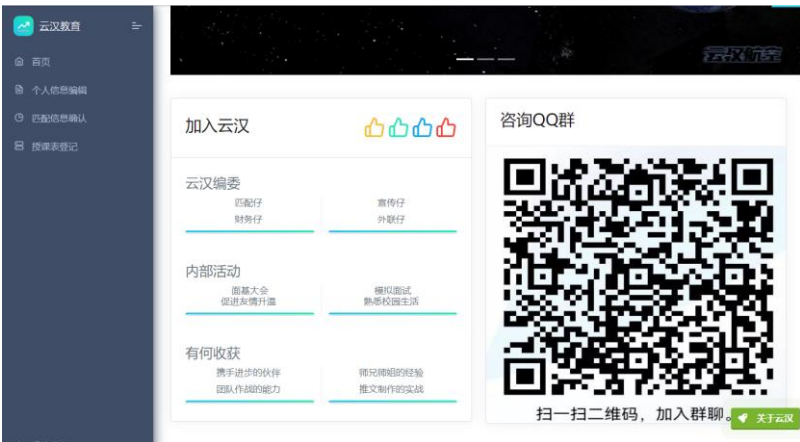 云汉教育
首页
个人信息编辑
匹配信息确认
授课表登记
云汉航空
加入云汉
云汉编委
匹配仔
宣传仔
财务仔
外联仔
内部活动
面基大会
促进友情升温
模拟面试
熟悉校园生活
有何收获
携手进步的伙伴
师兄师姐的经验
团队作战的能力
推文制作的实战
咨询QQ群
扫一扫二维码，加入群聊。
关于云汉